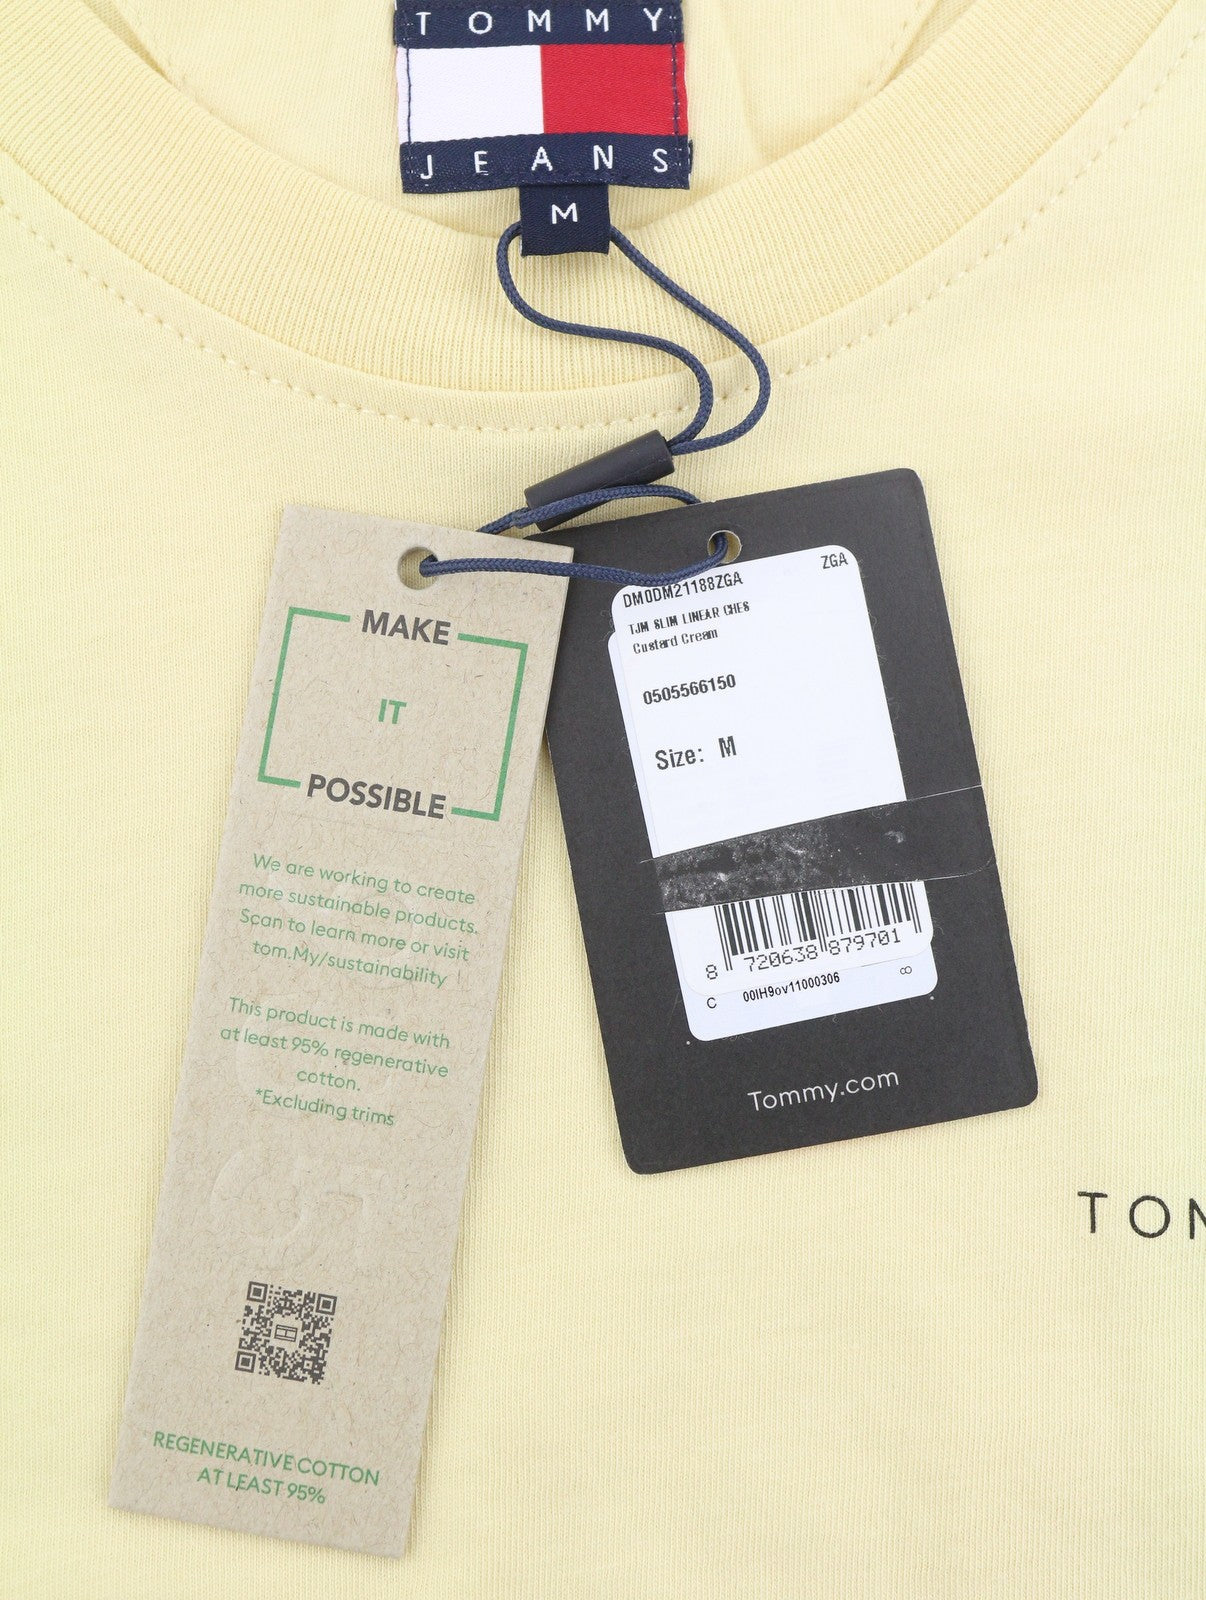 TOMMY
JEANS
M
MAKE
IT
POSSIBLE
We are working to create
more sustainable products.
Scan to learn more or visit
tom.My/sustainability
This product is made with
at least 95% regenerative
cotton.
*Excluding trims
REGENERATIVE COTTON
AT LEAST 95%
DM0DM21188ZGA ZGA
TJM SLIM LINEAR CHES
Custard Cream
0505566150
Size: M
8 720638 879701
C 00IH9ov11000306 8
Tommy.com
TOM